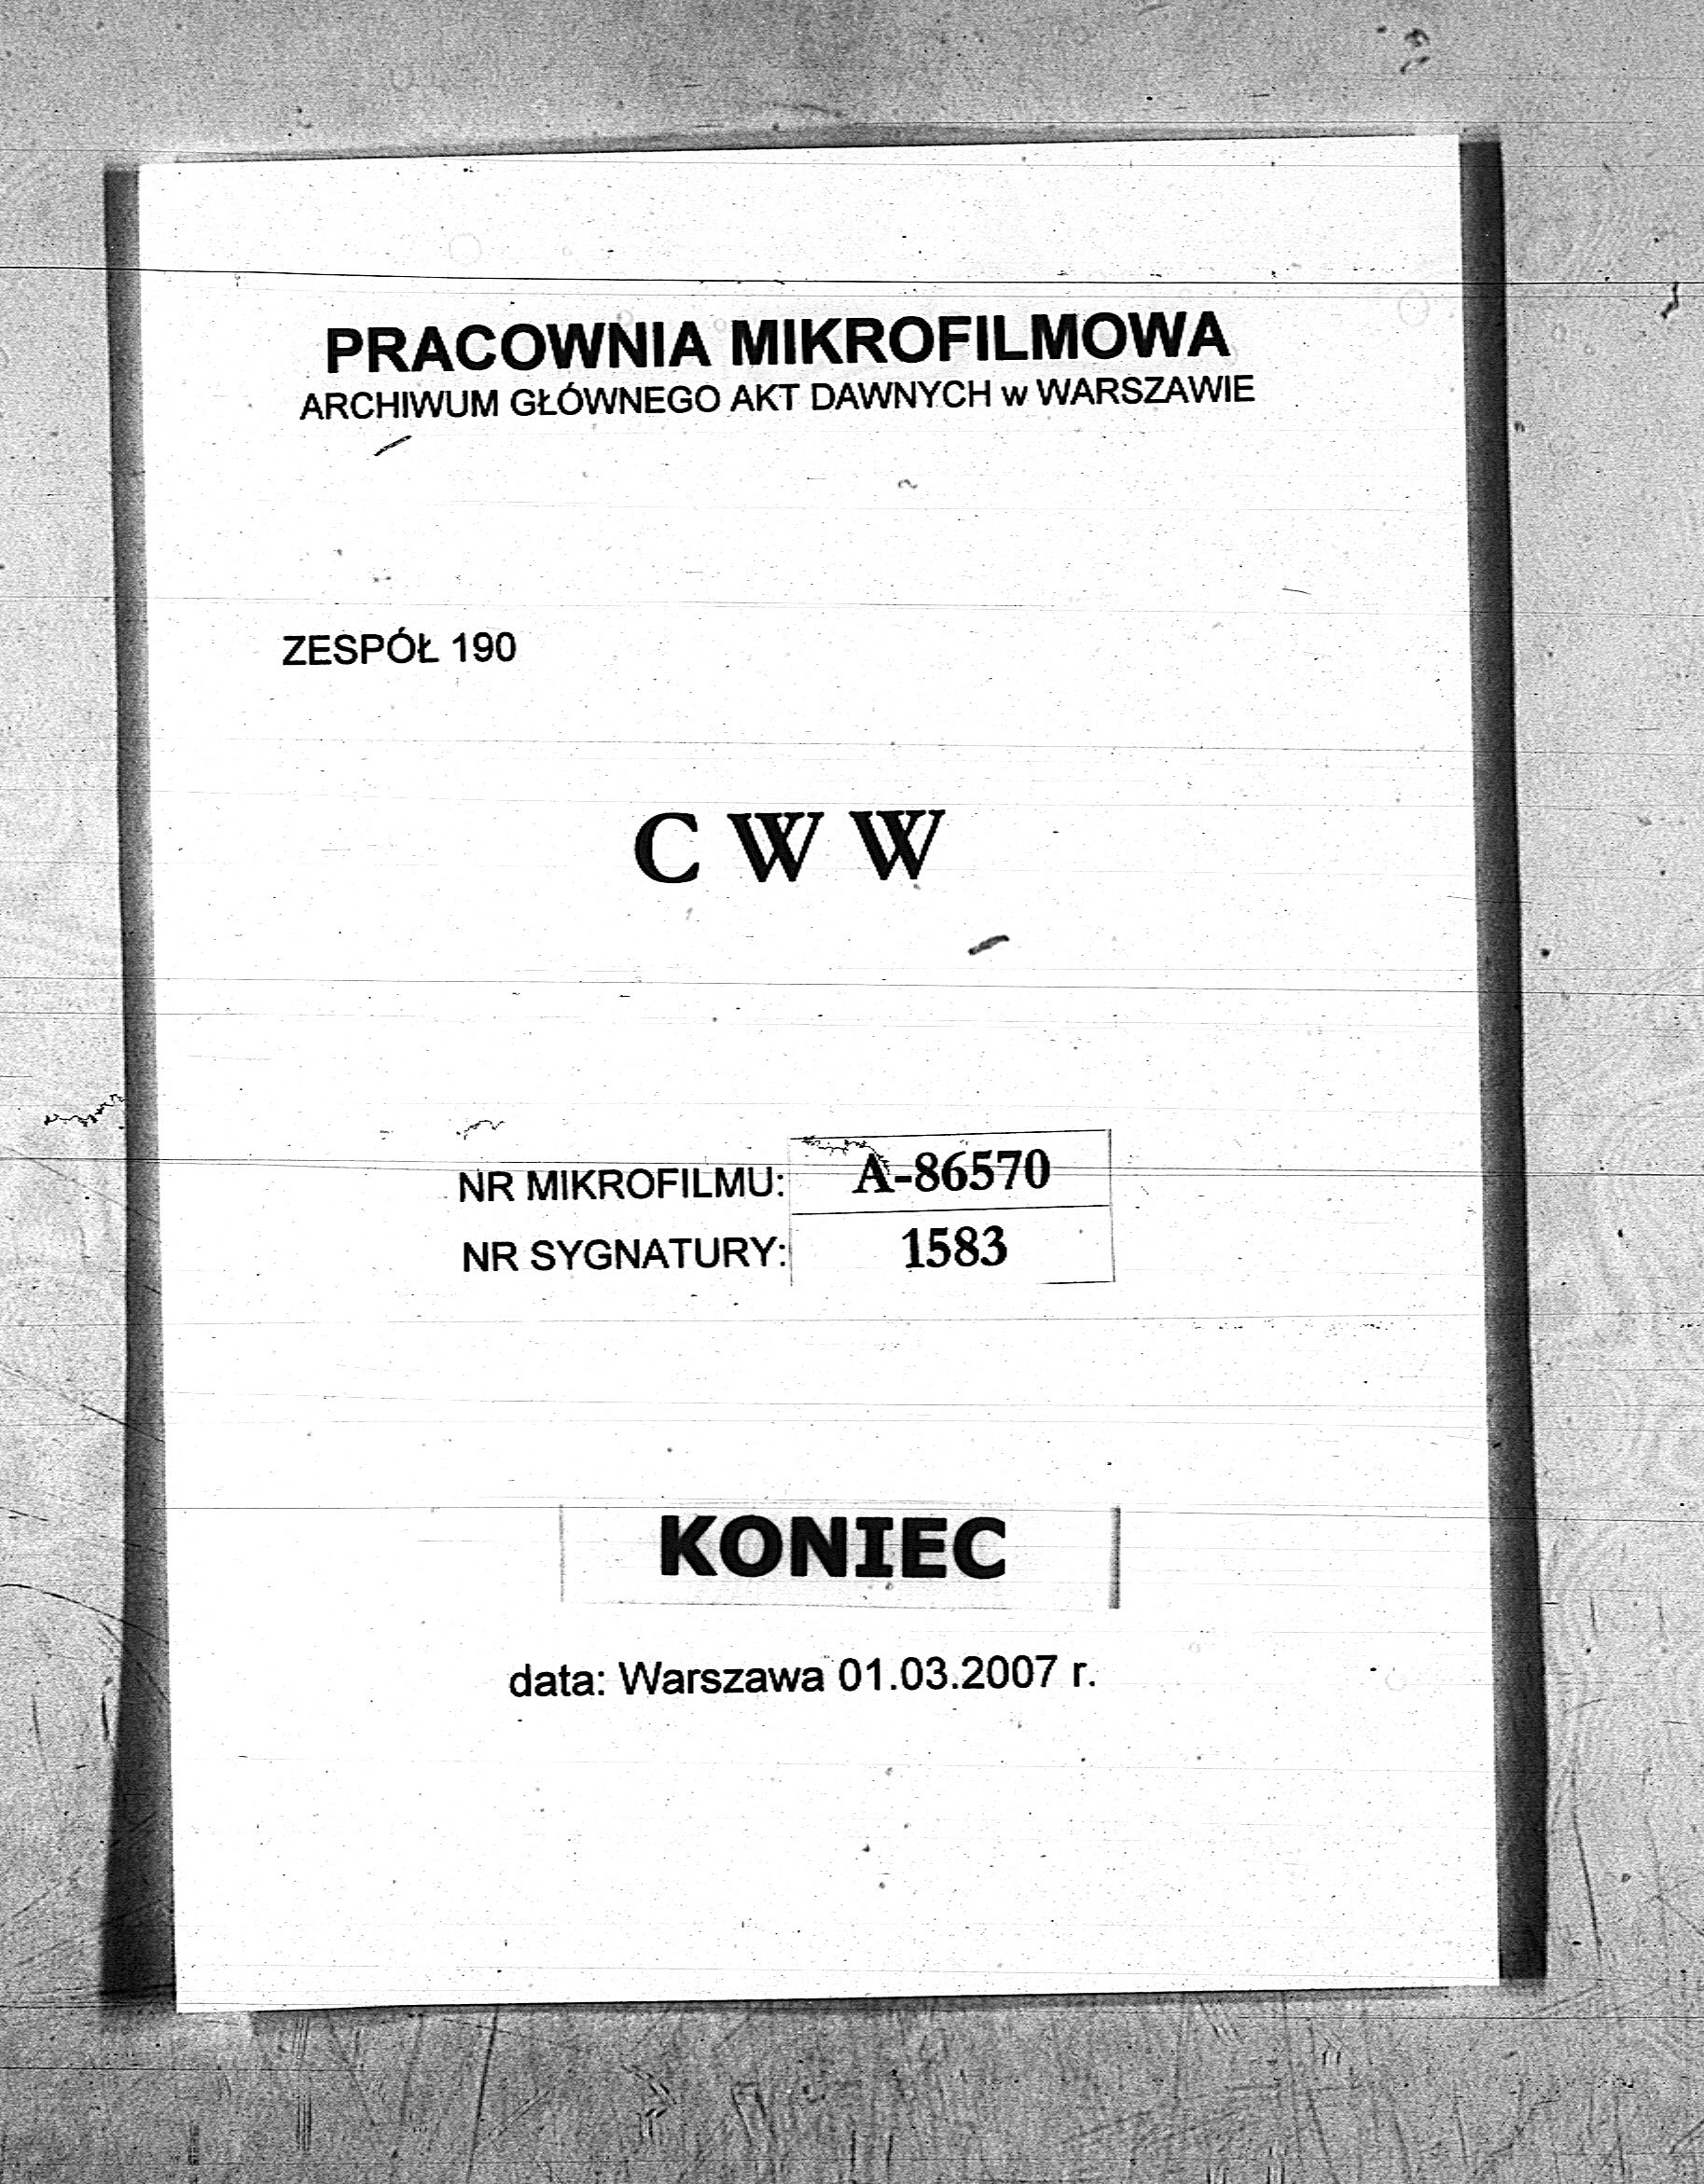 PRACOWNIA MIKROFILMOWA
ARCHIWUM GŁÓWNEGO AKT DAWNYCH w WARSZAWIE
ZESPÓŁ 190
C W W
NR MIKROFILMU: A-86570
NR SYGNATURY: 1583
KONIEC
data: Warszawa 01.03.2007 r.